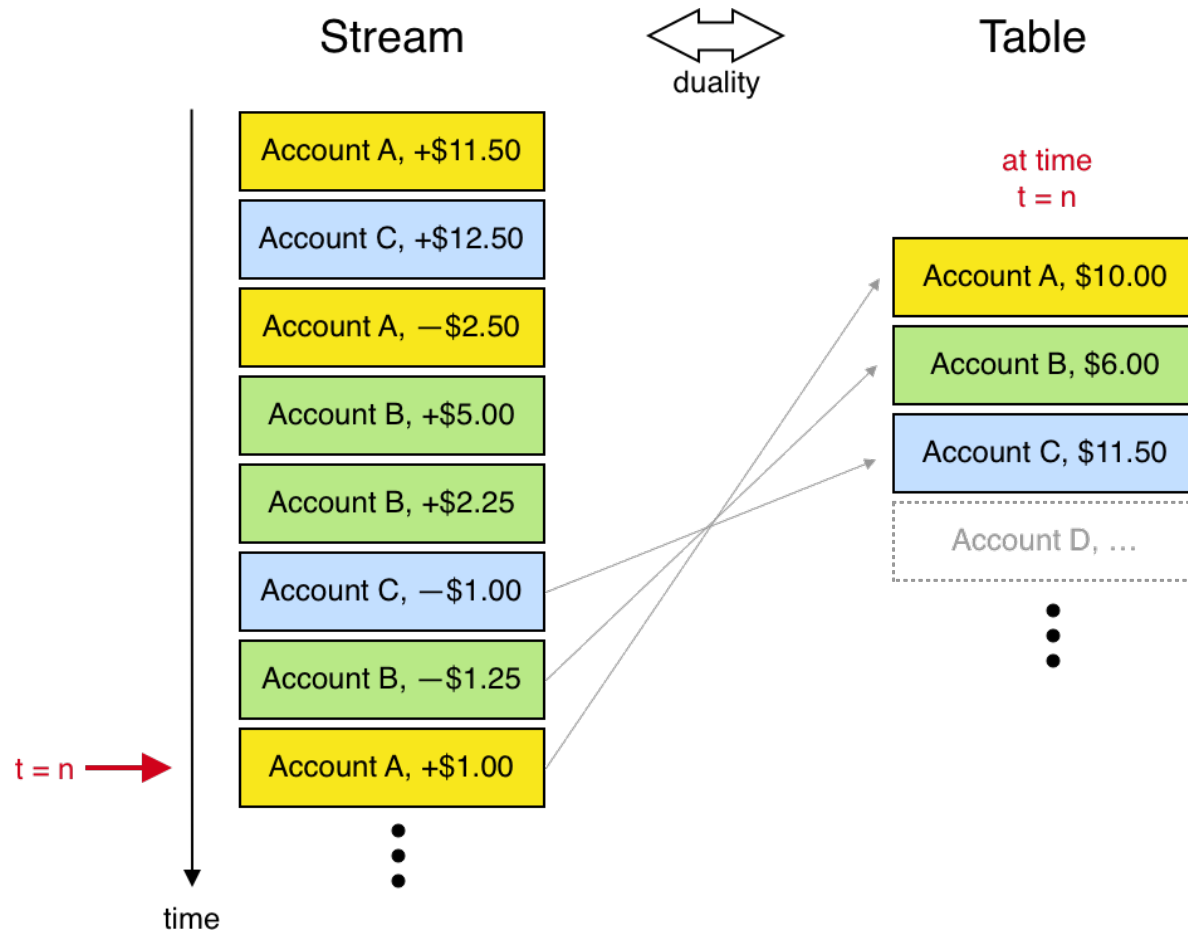 Stream
Table
duality
Account A, +$11.50
Account C, +$12.50
Account A, —$2.50
Account B, +$5.00
Account B, +$2.25
Account C, —$1.00
Account B, —$1.25
Account A, +$1.00
t = n
time
at time
t = n
Account A, $10.00
Account B, $6.00
Account C, $11.50
Account D, …